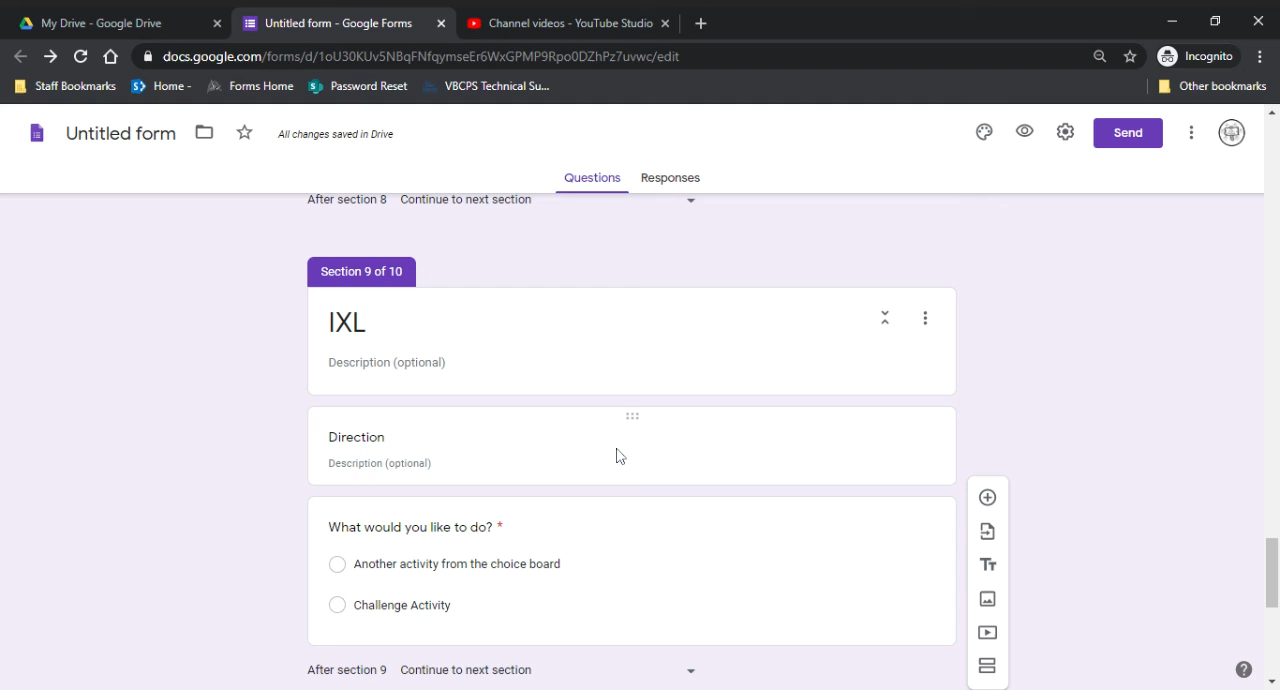 My Drive - Google Drive
Untitled form - Google Forms
Channel videos - YouTube Studio
docs.google.com/forms/d/1oU30KUv5NBqFNfqymseEr6WxGPMP9Rpo0DZhPz7uvwc/edit
Incognito
Staff Bookmarks
Home -
Forms Home
Password Reset
VBCPS Technical Su...
Other bookmarks
Untitled form
All changes saved in Drive
Send
Questions
Responses
After section 8 Continue to next section
Section 9 of 10
IXL
Description (optional)
Direction
Description (optional)
What would you like to do? *
Another activity from the choice board
Challenge Activity
Tт
After section 9 Continue to next section